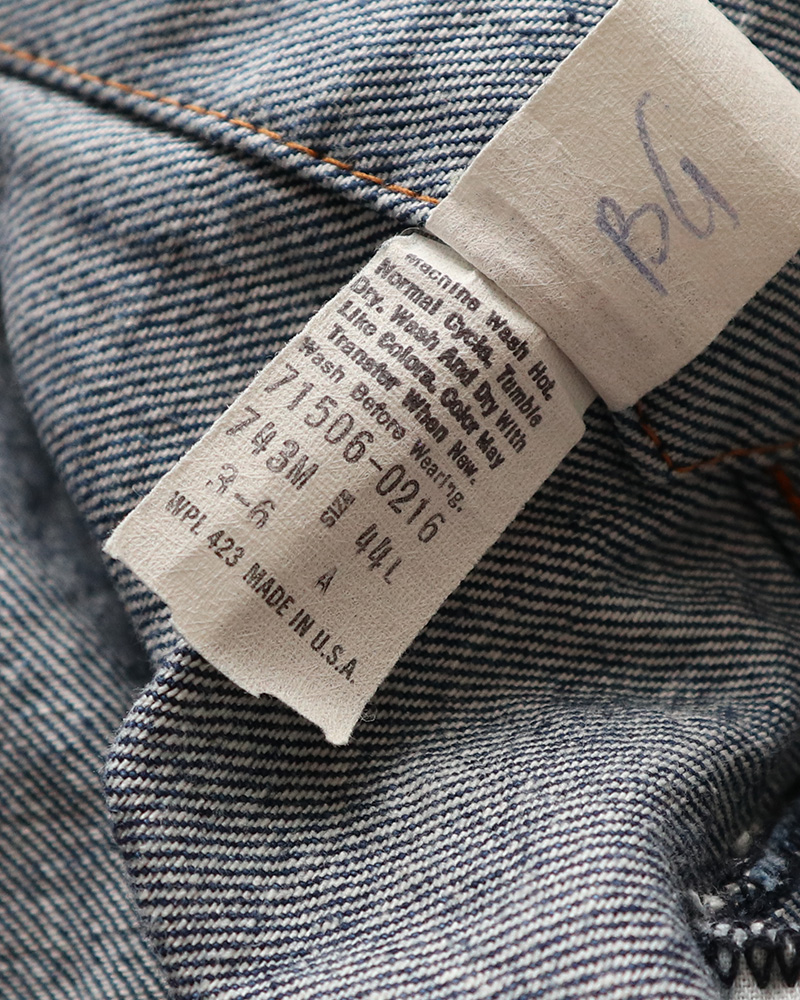 BG
Machine Wash Hot.
Normal Cycle. Tumble
Dry. Wash And Dry With
Like Colors. Color May
Transfer When New.
Wash Before Wearing.
71506-0216
743M SIZE 44L
3-6 A
WPL 423 MADE IN U.S.A.